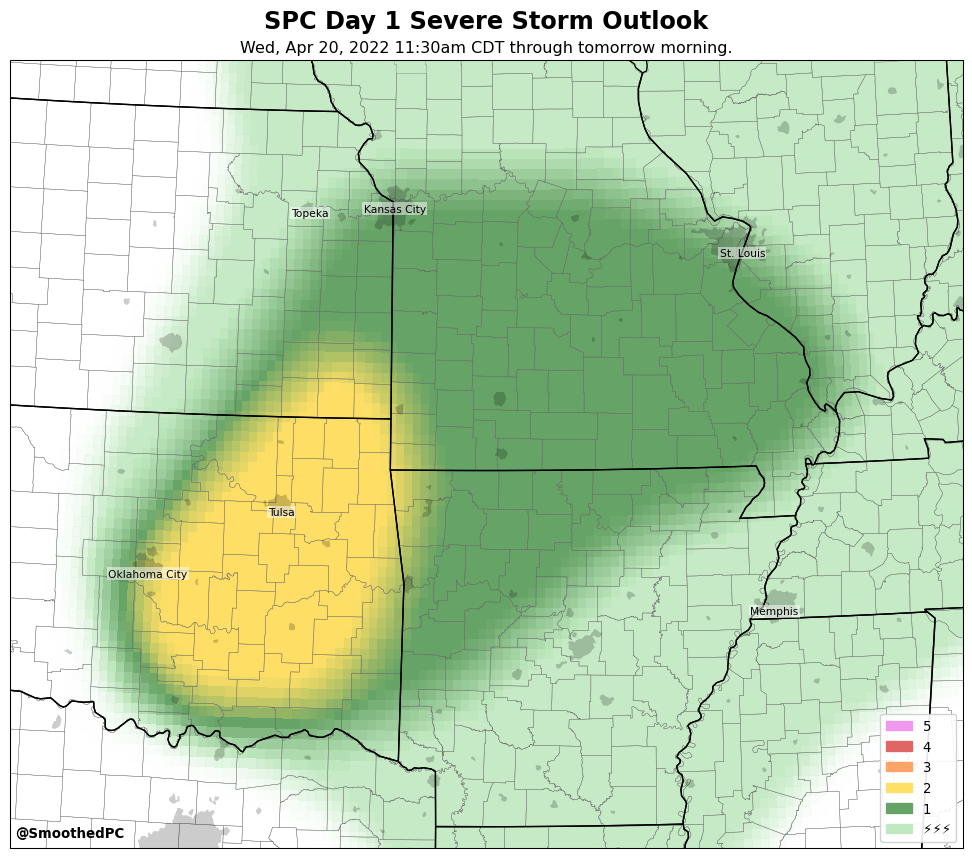 SPC Day 1 Severe Storm Outlook
Wed, Apr 20, 2022 11:30am CDT through tomorrow morning.
Topeka
Kansas City
St. Louis
Tulsa
Oklahoma City
Memphis
5
4
3
2
1
⚡⚡⚡
@SmoothedPC